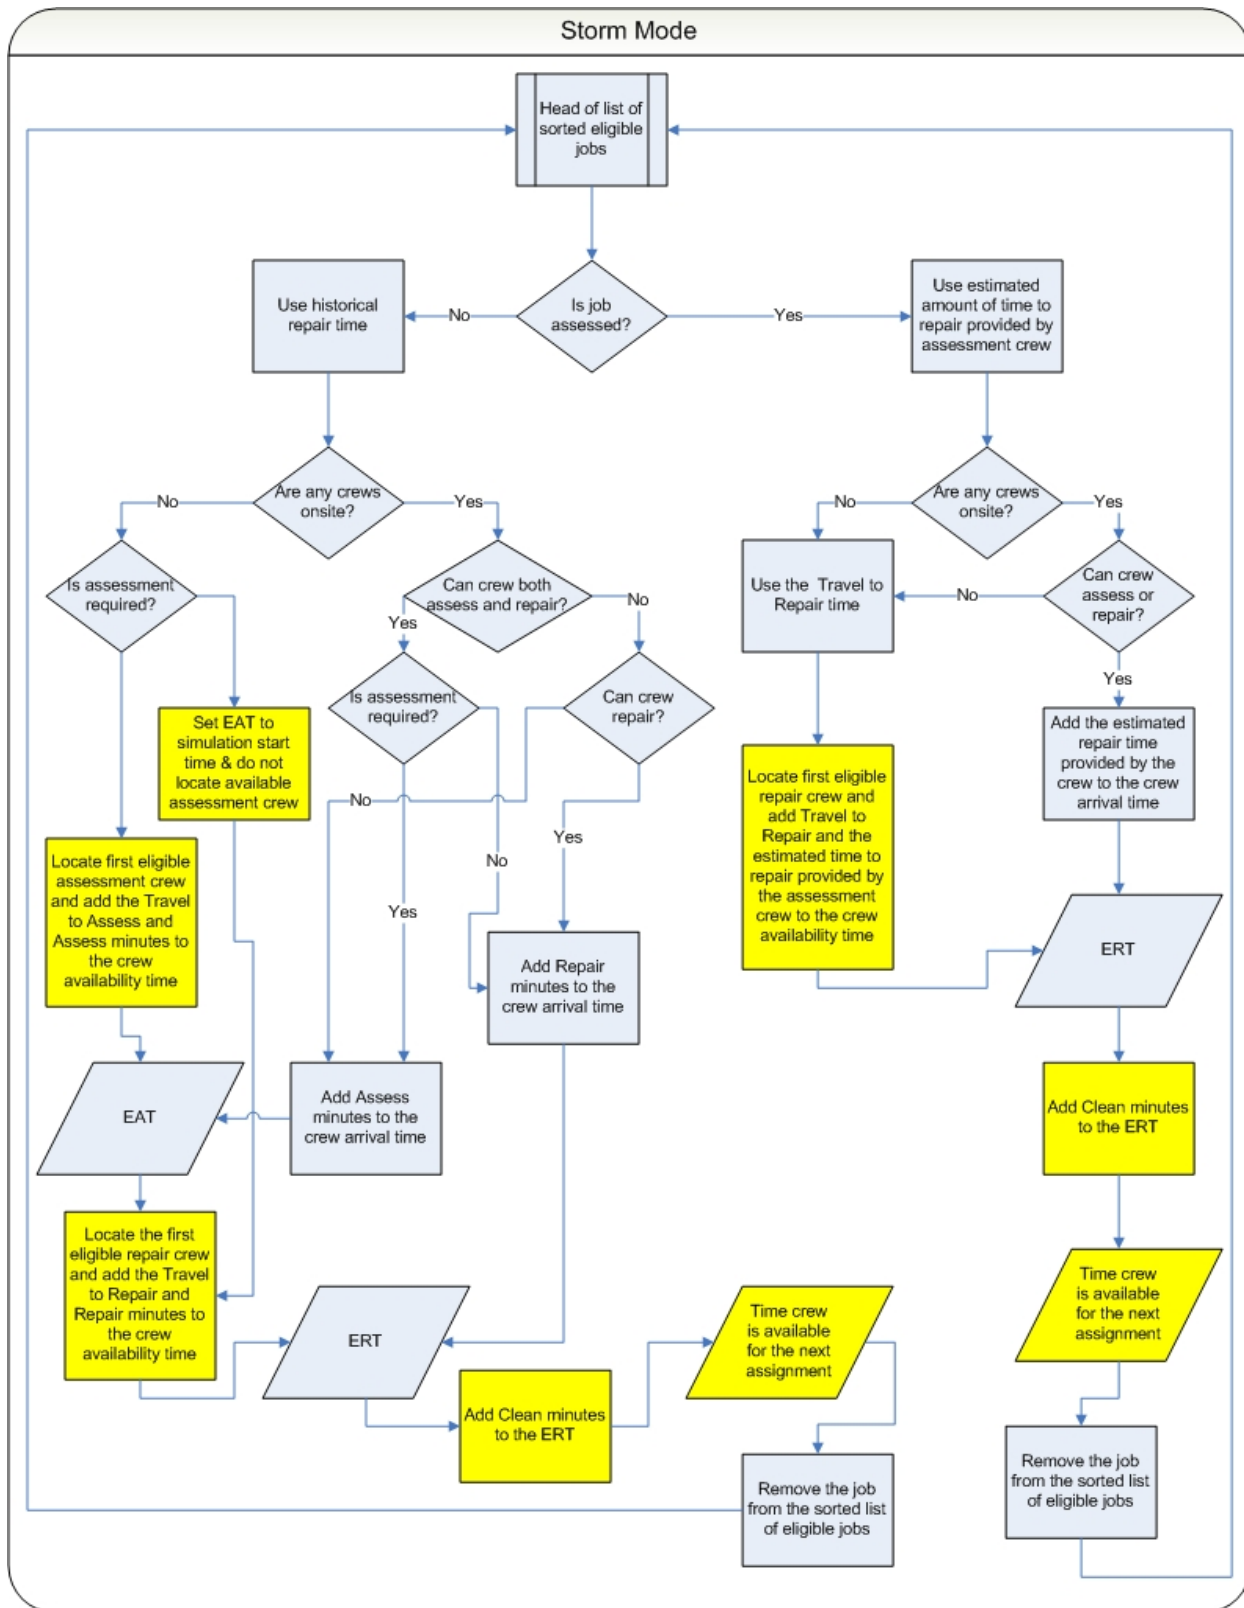 Storm Mode
Head of list of
sorted eligible
jobs
Use historical
repair time
No
Is job
assessed?
Yes
Use estimated
amount of time to
repair provided by
assessment crew
No
Are any crews
onsite?
Yes
No
Are any crews
onsite?
Yes
Is assessment
required?
Can crew both
assess and repair?
No
Yes
Use the  Travel to
Repair time
No
Can crew
assess or
repair?
Yes
Set EAT to
simulation start
time & do not
locate available
assessment crew
Is assessment
required?
Can crew
repair?
Add the estimated
repair time
provided by the
crew to the crew
arrival time
Locate first eligible
repair crew and
add Travel to
Repair and the
estimated time to
repair provided by
the assessment
crew to the crew
availability time
No
Yes
No
Yes
Locate first eligible
assessment crew
and add the Travel
to Assess and
Assess minutes to
the crew
availability time
Add Repair
minutes to the
crew arrival time
ERT
EAT
Add Assess
minutes to the
crew arrival time
Add Clean minutes
to the ERT
Locate the first
eligible repair crew
and add the Travel
to Repair and
Repair minutes to
the crew
availability time
ERT
Add Clean minutes
to the ERT
Time crew
is available
for the next
assignment
Time crew
is available
for the next
assignment
Remove the job
from the sorted list
of eligible jobs
Remove the job
from the sorted list
of eligible jobs